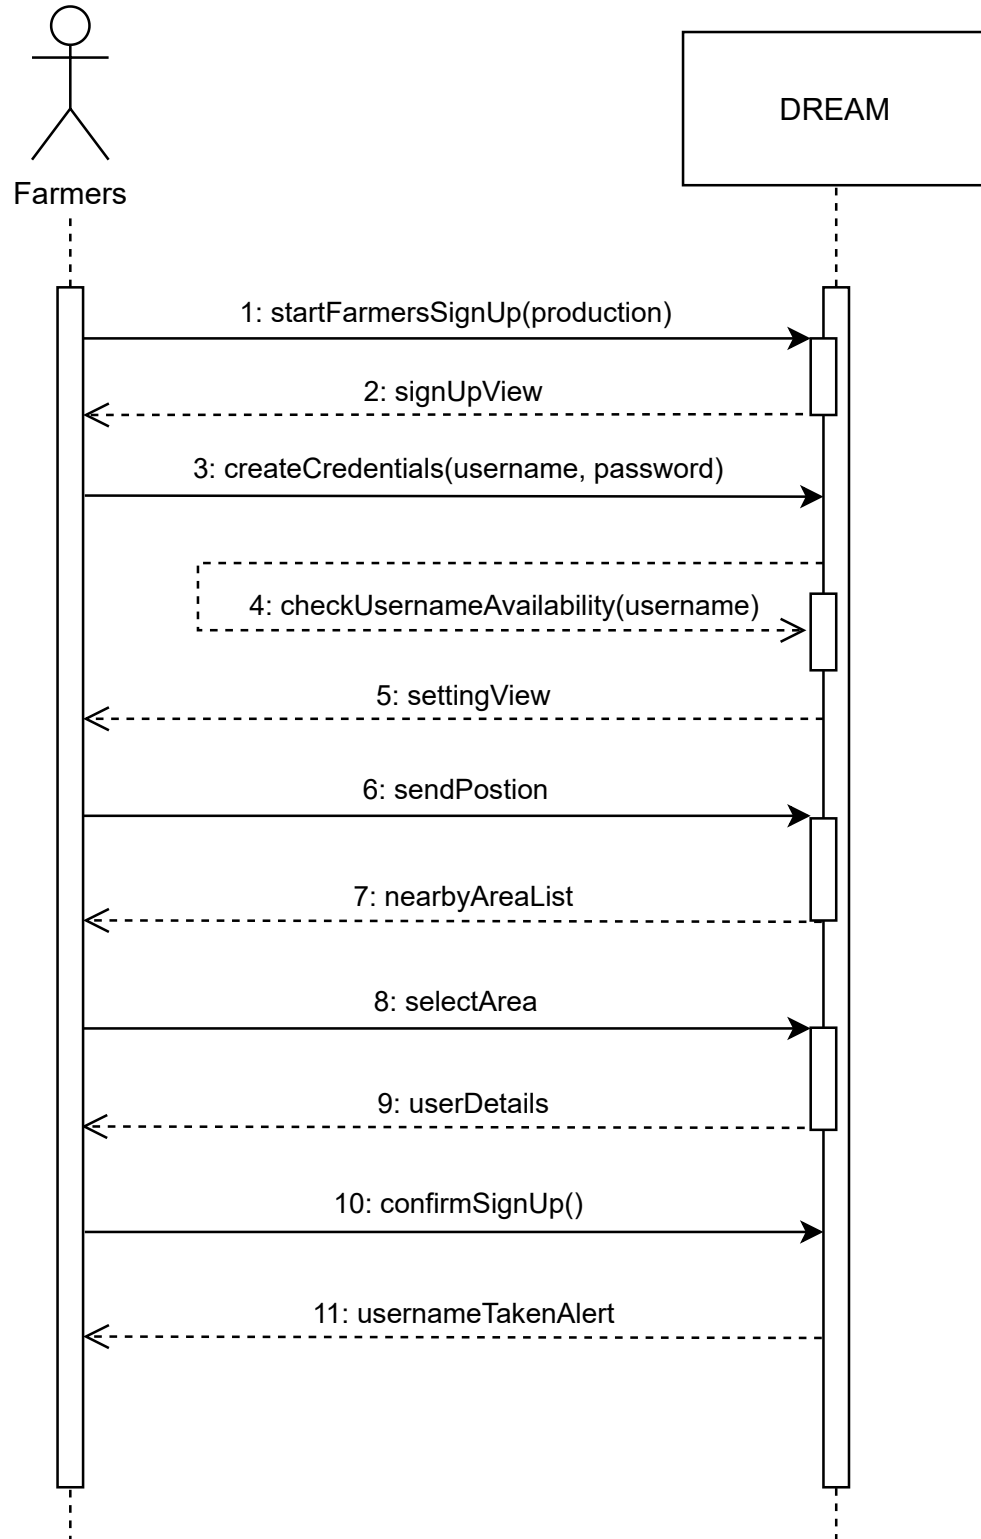 DREAM
Farmers
1: startFarmersSignUp(production)
2: signUpView
3: createCredentials(username, password)
4: checkUsernameAvailability(username)
5: settingView
6: sendPostion
7: nearbyAreaList
8: selectArea
9: userDetails
10: confirmSignUp()
11: usernameTakenAlert